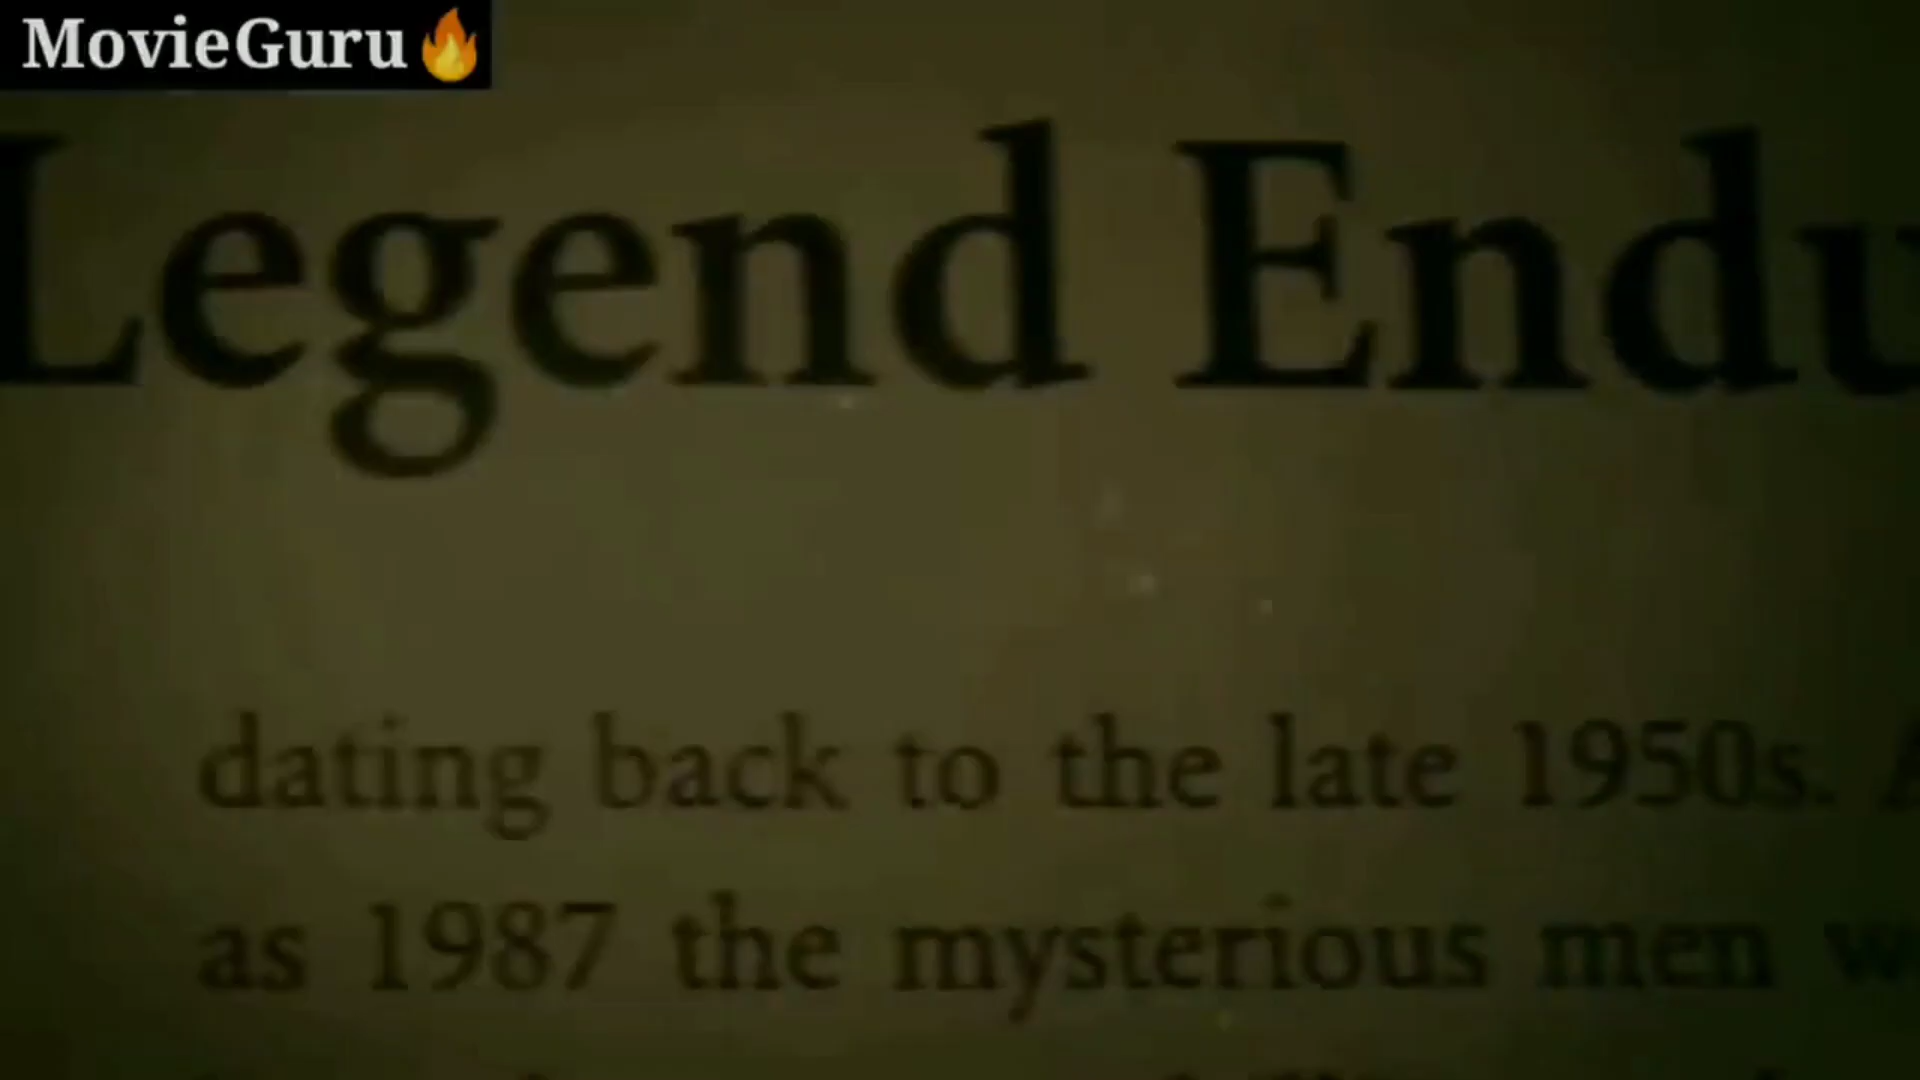 MovieGuru🔥
Legend Endu
dating back to the late 1950s.
as 1987 the mysterious men